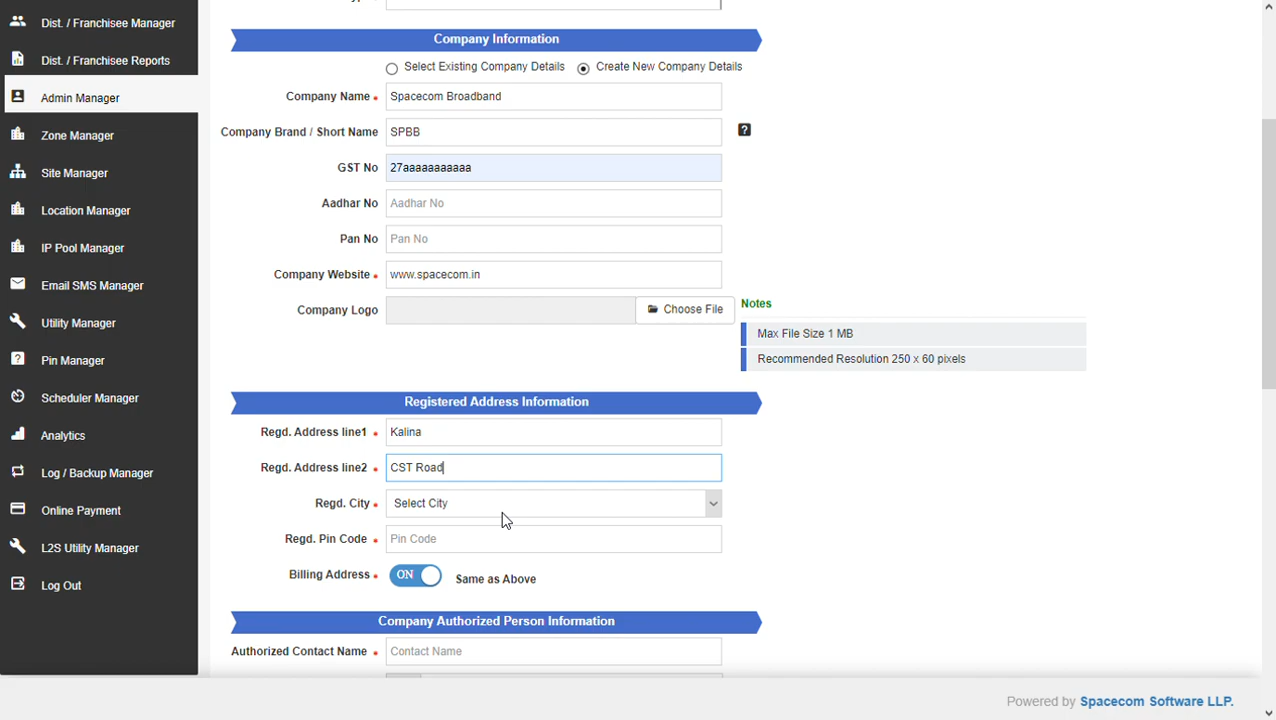 Dist. / Franchisee Manager
Dist. / Franchisee Reports
Admin Manager
Zone Manager
Site Manager
Location Manager
IP Pool Manager
Email SMS Manager
Utility Manager
Pin Manager
Scheduler Manager
Analytics
Log / Backup Manager
Online Payment
L2S Utility Manager
Log Out
Company Information
Select Existing Company Details
Create New Company Details
Company Name
Spacecom Broadband
Company Brand / Short Name
SPBB
?
GST No
27aaaaaaaaaaa
Aadhar No
Aadhar No
Pan No
Pan No
Company Website
www.spacecom.in
Company Logo
Choose File
Notes
Max File Size 1 MB
Recommended Resolution 250 x 60 pixels
Registered Address Information
Regd. Address line1
Kalina
Regd. Address line2
CST Road
Regd. City
Select City
Regd. Pin Code
Pin Code
Billing Address
ON
Same as Above
Company Authorized Person Information
Authorized Contact Name
Contact Name
Powered by Spacecom Software LLP.